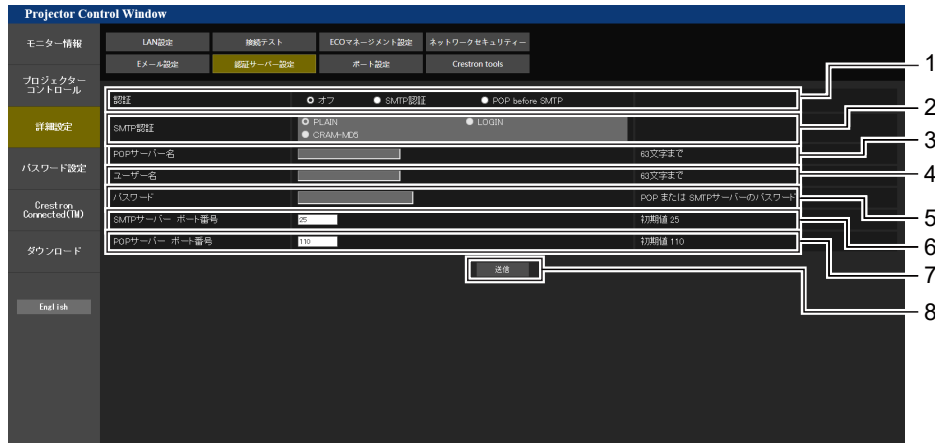 Projector Control Window
モニター情報
プロジェクター
コントロール
詳細設定
パスワード設定
Crestron
Connected(TM)
ダウンロード
English
LAN設定 接続テスト ECOマネージメント設定 ネットワークセキュリティー
Eメール設定 認証サーバー設定 ポート設定 Crestron tools
認証 オフ SMTP認証 POP before SMTP 1
SMTP認証 PLAIN LOGIN 2
CRAM-MD5
POPサーバー名 63文字まで 3
ユーザー名 63文字まで 4
パスワード POP または SMTPサーバーのパスワード 5
SMTPサーバー ポート番号 25 初期値 25 6
POPサーバー ポート番号 110 初期値 110 7
送信 8